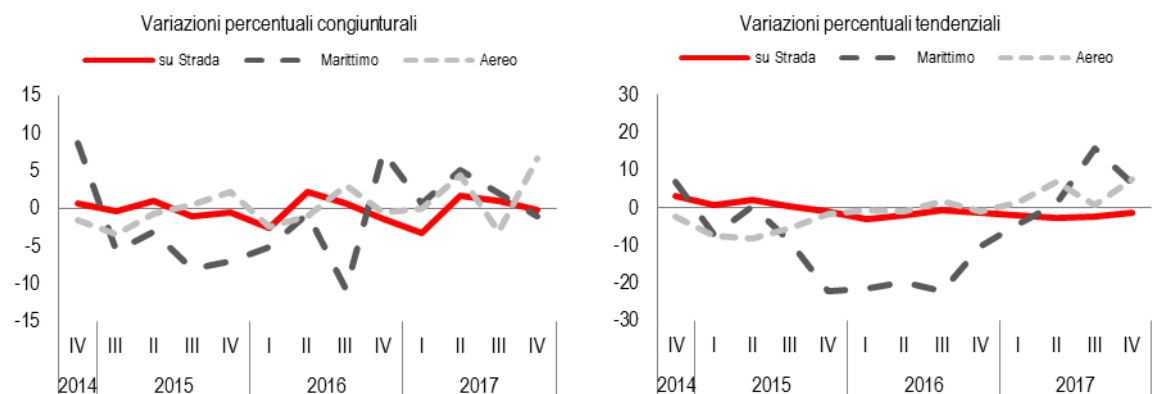 Variazioni percentuali congiunturali
su Strada Marittimo Aereo
15
10
5
0
-5
-10
-15
IV III II III IV I II III IV I II III IV
2014 2015 2016 2017
Variazioni percentuali tendenziali
su Strada Marittimo Aereo
30
20
10
0
-10
-20
-30
IV I II III IV I II III IV I II III IV
2014 2015 2016 2017